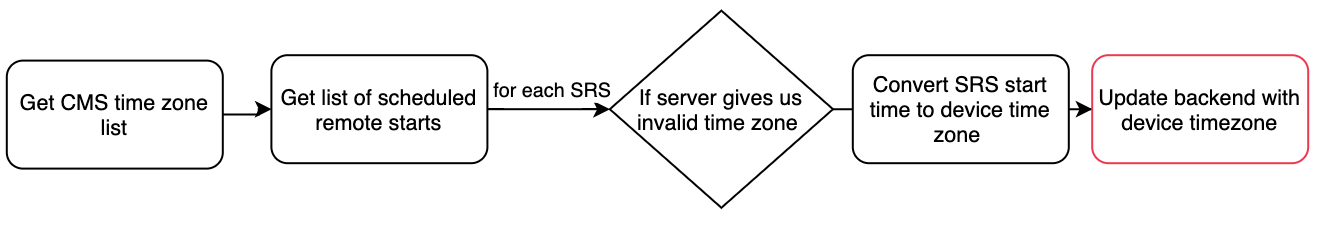 Get CMS time zone
list
Get list of scheduled
remote starts
for each SRS
If server gives us
invalid time zone
Convert SRS start
time to device time
zone
Update backend with
device timezone